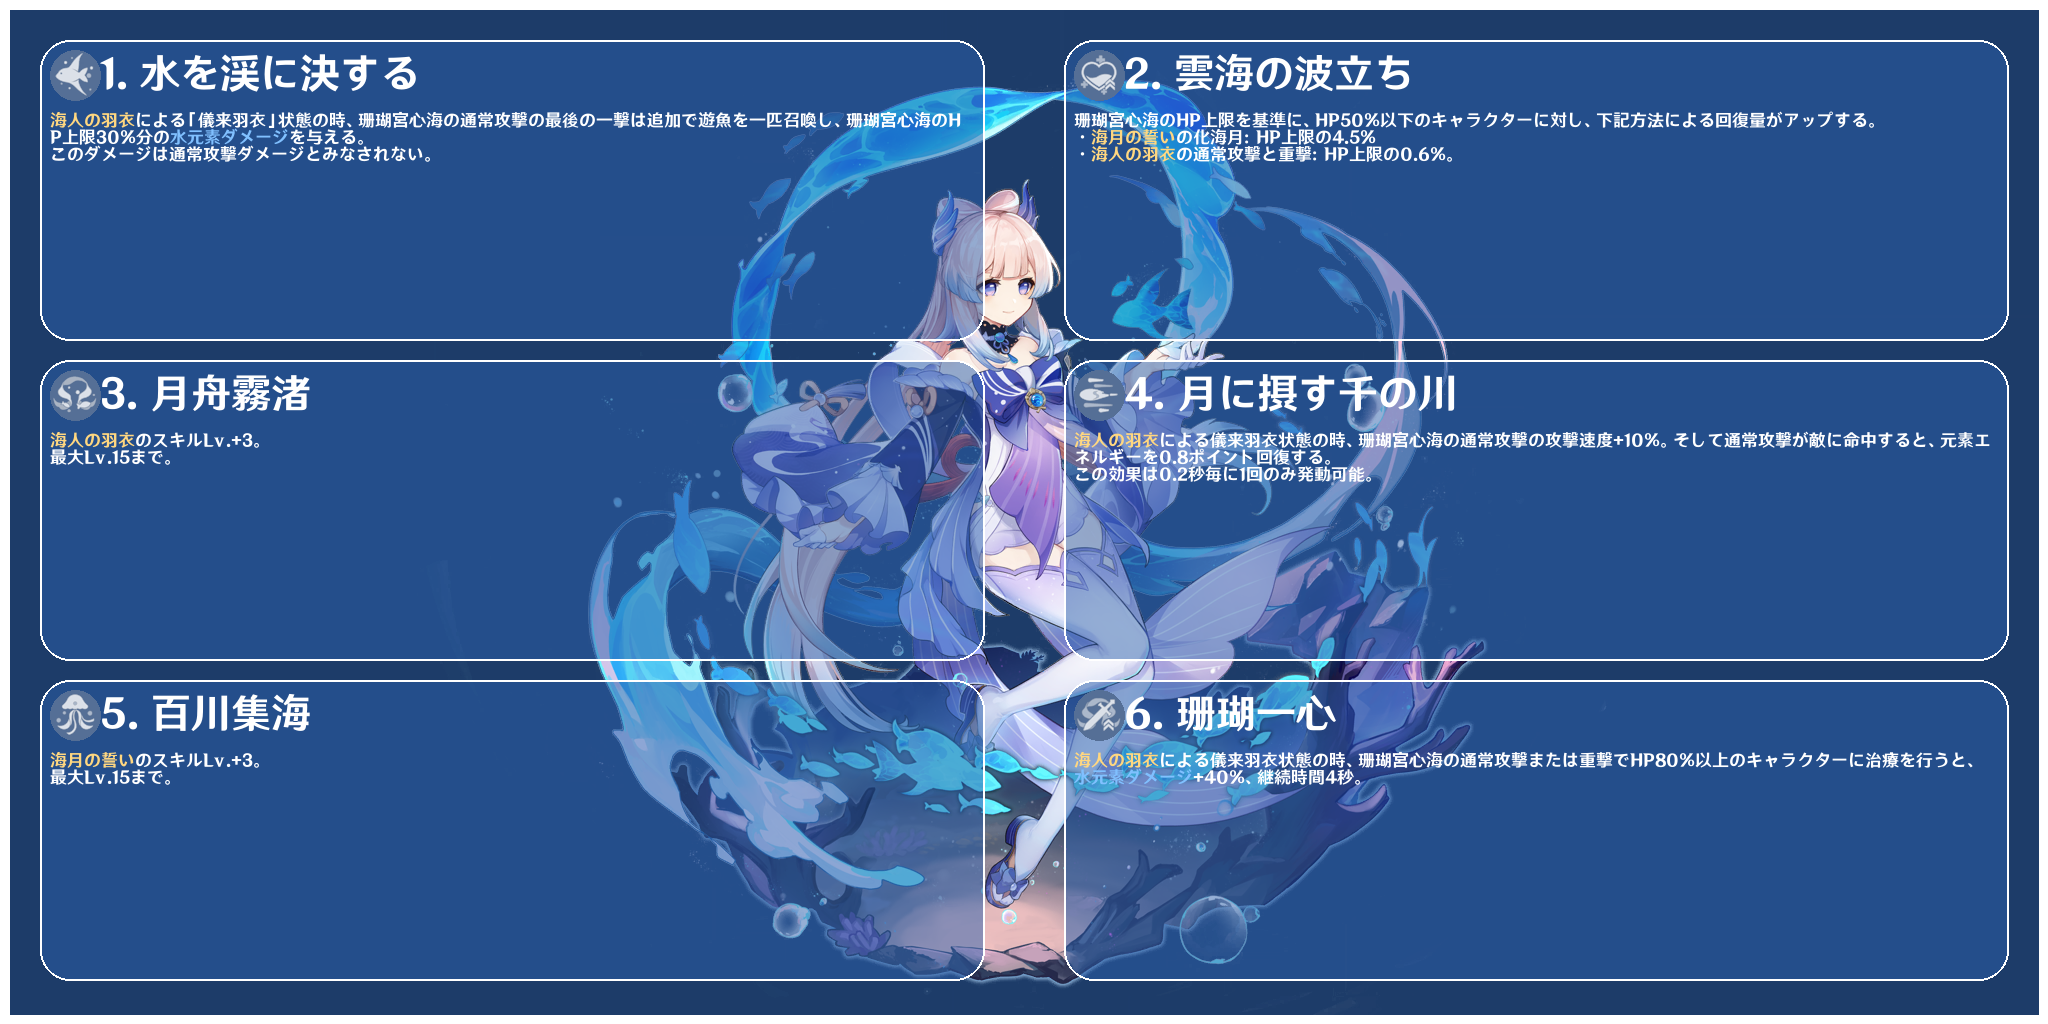 1. 水を渓に決する
海人の羽衣による「儀来羽衣」状態の時、珊瑚宮心海の通常攻撃の最後の一撃は追加で遊魚を一匹召喚し、珊瑚宮心海のH
P上限30%分の水元素ダメージを与える。
このダメージは通常攻撃ダメージとみなされない。
2. 雲海の波立ち
珊瑚宮心海のHP上限を基準に、HP50%以下のキャラクターに対し、下記方法による回復量がアップする。
・海月の誓いの化海月: HP上限の4.5%
・海人の羽衣の通常攻撃と重撃: HP上限の0.6%。
3. 月舟霧渚
海人の羽衣のスキルLv.+3。
最大Lv.15まで。
4. 月に摂す千の川
海人の羽衣による儀来羽衣状態の時、珊瑚宮心海の通常攻撃の攻撃速度+10%。そして通常攻撃が敵に命中すると、元素エ
ネルギーを0.8ポイント回復する。
この効果は0.2秒毎に1回のみ発動可能。
5. 百川集海
海月の誓いのスキルLv.+3。
最大Lv.15まで。
6. 珊瑚一心
海人の羽衣による儀来羽衣状態の時、珊瑚宮心海の通常攻撃または重撃でHP80%以上のキャラクターに治療を行うと、
水元素ダメージ+40%、継続時間4秒。